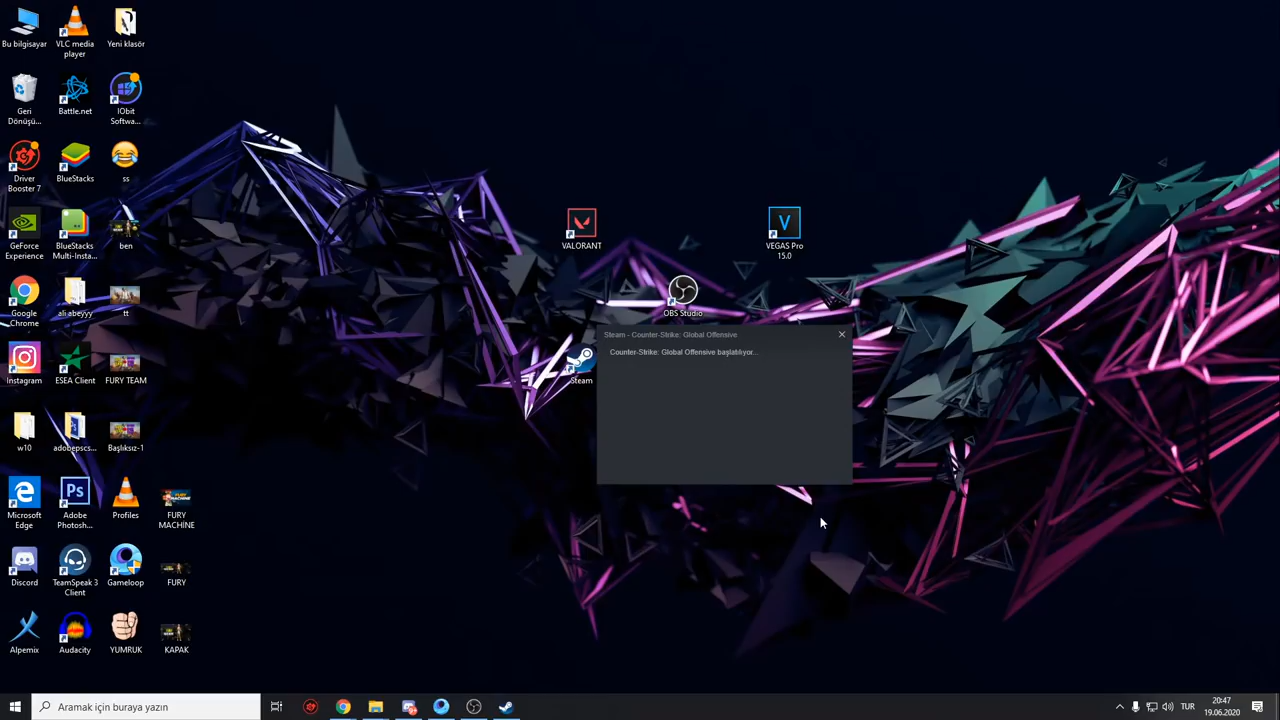 Bu bilgisayar
VLC media
player
Yeni klasör
Geri
Dönüşü...
Battle.net
IObit
Softwa...
Driver
Booster 7
BlueStacks
ss
GeForce
Experience
BlueStacks
Multi-Insta...
ben
Google
Chrome
ali abeyyy
tt
Instagram
ESEA Client
FURY TEAM
w10
adobepscs...
Başlıksız-1
Microsoft
Edge
Adobe
Photosh...
Profiles
FURY
MACHİNE
Discord
TeamSpeak 3
Client
Gameloop
FURY
Alpemix
Audacity
YUMRUK
KAPAK
VALORANT
VEGAS Pro
15.0
OBS Studio
Steam
Steam - Counter-Strike: Global Offensive
Counter-Strike: Global Offensive başlatılıyor...
Aramak için buraya yazın
TUR
20:47
19.06.2020